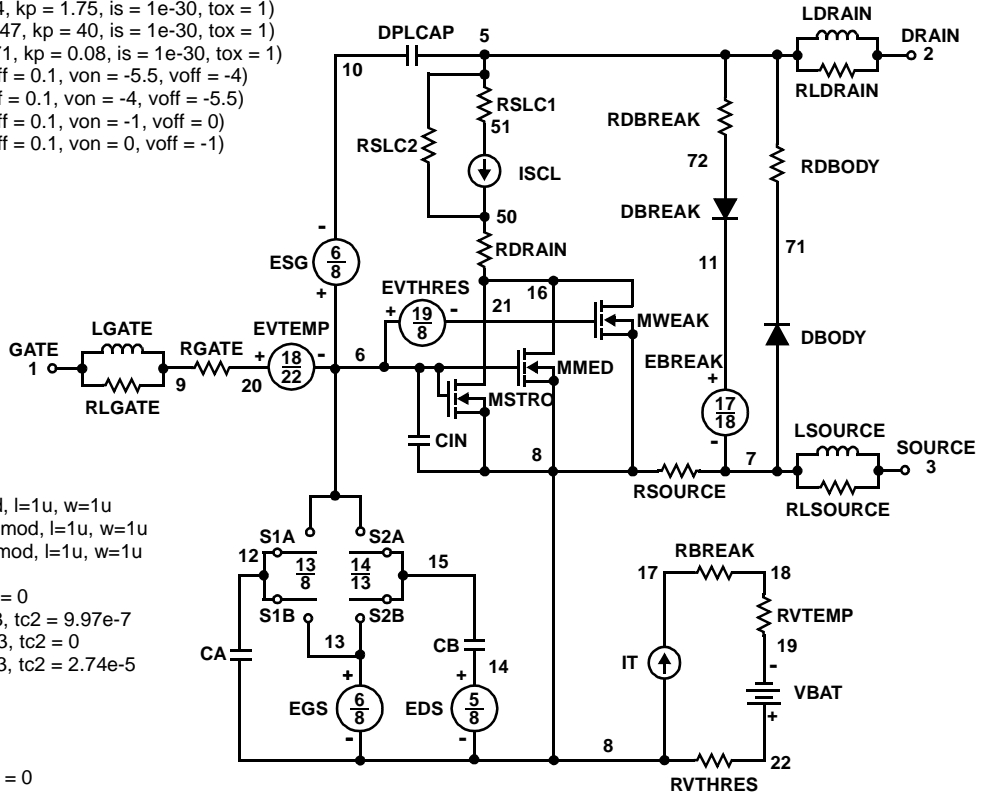 4, kp = 1.75, is = 1e-30, tox = 1)
47, kp = 40, is = 1e-30, tox = 1)
71, kp = 0.08, is = 1e-30, tox = 1)
ff = 0.1, von = -5.5, voff = -4)
f = 0.1, von = -4, voff = -5.5)
ff = 0.1, von = -1, voff = 0)
ff = 0.1, von = 0, voff = -1)
LDRAIN
DPLCAP
5
DRAIN
2
10
RLDRAIN
RSLC1
51
RDBREAK
RSLC2
72
RDBODY
ISCL
DBREAK
50
-
ESG
6
8
+
RDRAIN
11
71
EVTHRES
16
21
+
19
8
-
MWEAK
LGATE
EVTEMP
GATE
1
RGATE
+
18
22
-
6
EBREAK
DBODY
MMED
9
20
+
RLGATE
MSTRO
17
18
-
CIN
LSOURCE
8
7
SOURCE
3
RSOURCE
RLSOURCE
d, l=1u, w=1u
mod, l=1u, w=1u
mod, l=1u, w=1u
S1A
S2A
12
13
8
14
13
15
RBREAK
17
18
= 0
3, tc2 = 9.97e-7
3, tc2 = 0
3, tc2 = 2.74e-5
S1B
S2B
RVTEMP
13
CB
19
CA
14
IT
-
+
+
VBAT
EGS
6
8
EDS
5
8
+
-
-
8
22
RVTHRES
= 0